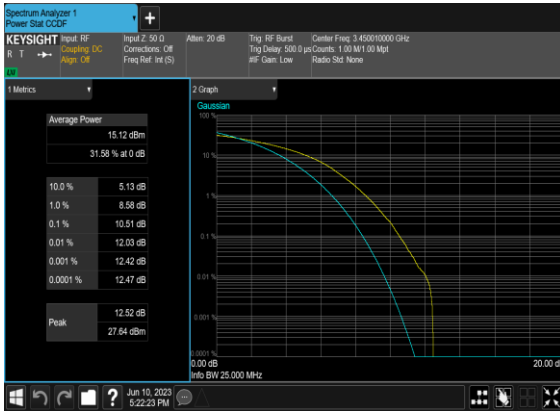 Spectrum Analyzer 1
Power Stat CCDF
KEYSIGHT
R T
LV
Input: RF
Coupling: DC
Align: Off
Input Z: 50 Ω
Corrections: Off
Freq Ref: Int (S)
Atten: 20 dB
Trig: RF Burst
Trig Delay: 500.0 µs
#IF Gain: Low
Center Freq: 3.450010000 GHz
Counts: 1.00 M/1.00 Mpt
Radio Std: None
1 Metrics
Average Power
15.12 dBm
31.58 % at 0 dB
10.0 % 5.13 dB
1.0 % 8.58 dB
0.1 % 10.51 dB
0.01 % 12.03 dB
0.001 % 12.42 dB
0.0001 % 12.47 dB
Peak
12.52 dB
27.64 dBm
2 Graph
Gaussian
100 %
10 %
1 %
0.1 %
0.01 %
0.001 %
0.0001 %
0.00 dB
20.00 d
Info BW 25.000 MHz
?
Jun 10, 2023
5:22:23 PM